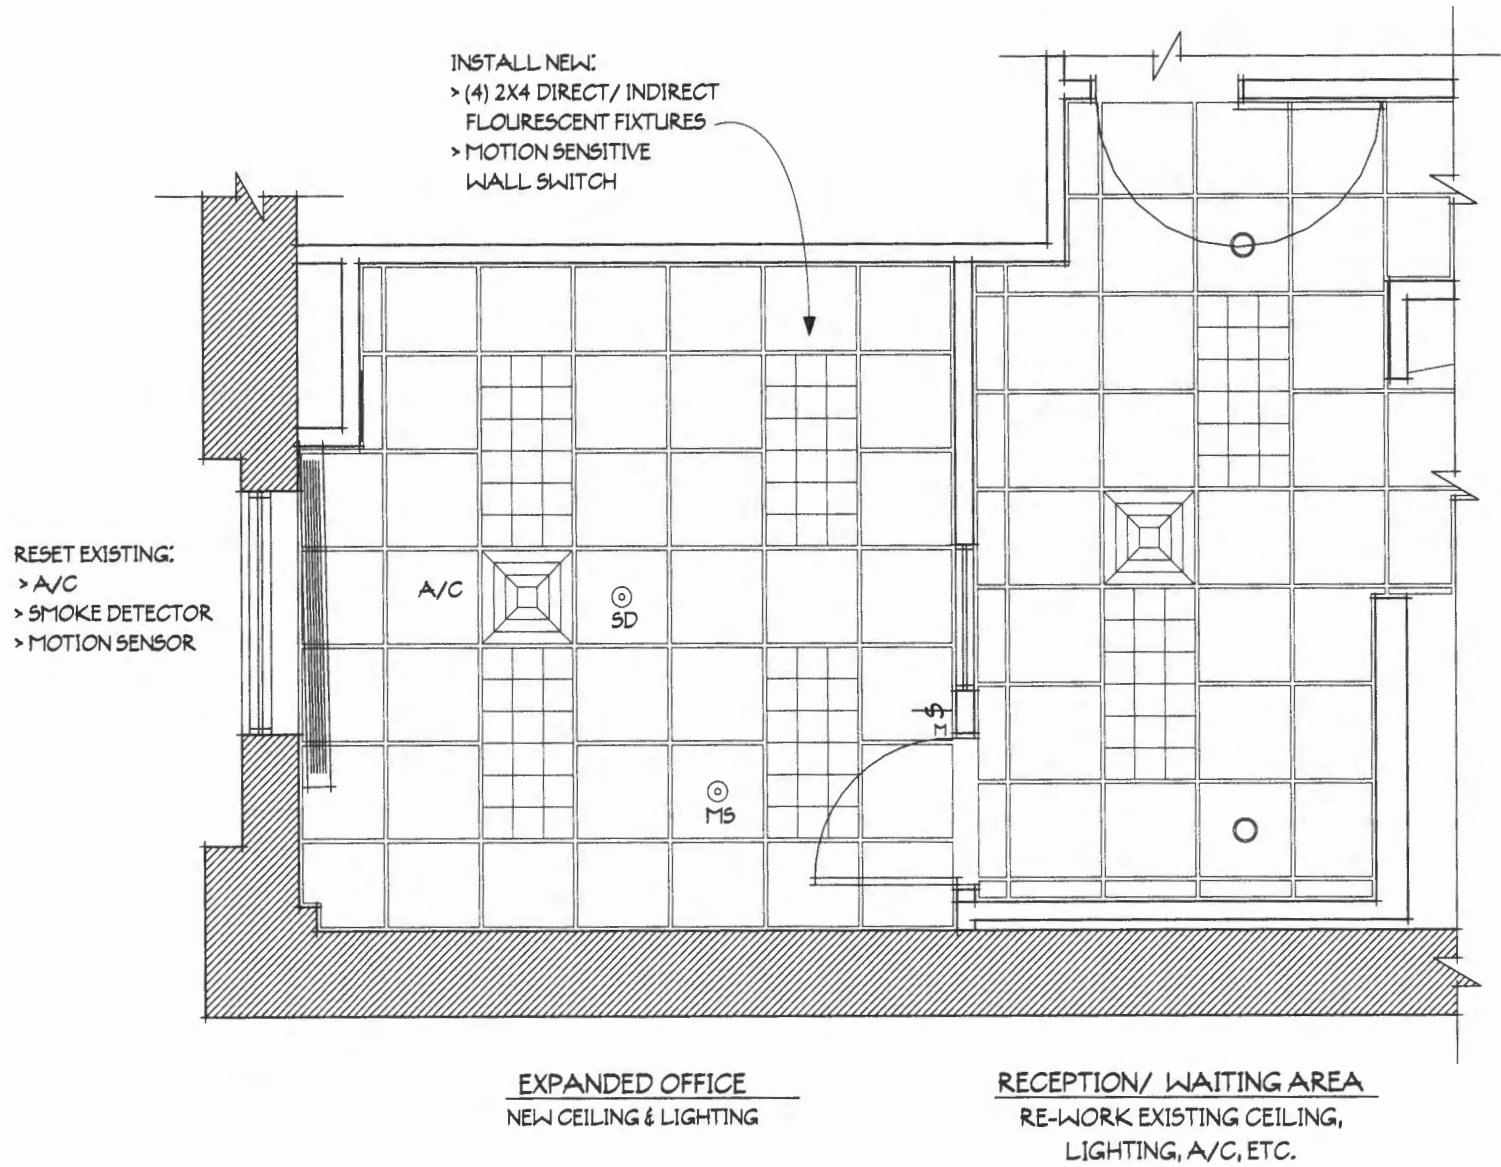 INSTALL NEW:
> (4) 2X4 DIRECT/ INDIRECT
FLOURESCENT FIXTURES
> MOTION SENSITIVE
WALL SWITCH
RESET EXISTING:
> A/C
> SMOKE DETECTOR
> MOTION SENSOR
A/C
SD
MS
M S
EXPANDED OFFICE
NEW CEILING & LIGHTING
RECEPTION/ WAITING AREA
RE-WORK EXISTING CEILING,
LIGHTING, A/C, ETC.